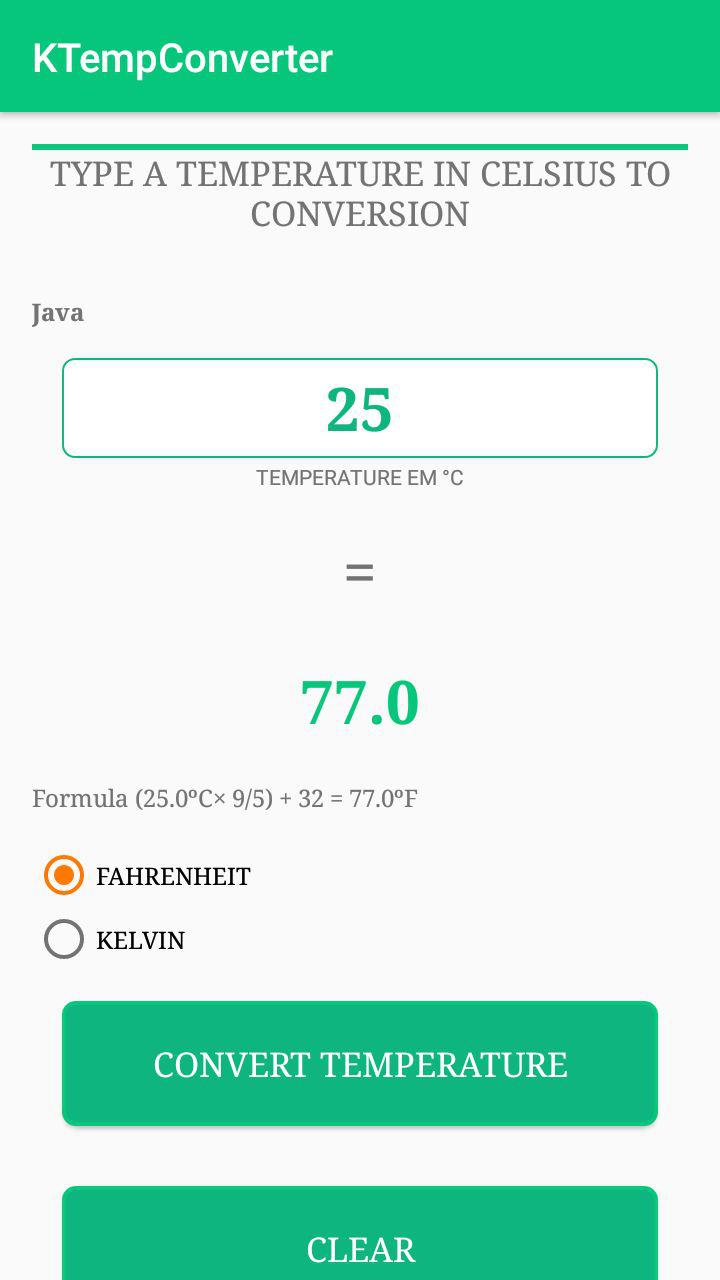 KTempConverter
TYPE A TEMPERATURE IN CELSIUS TO
CONVERSION
Java
25
TEMPERATURE EM °C
=
77.0
Formula (25.0ºC× 9/5) + 32 = 77.0ºF
FAHRENHEIT
KELVIN
CONVERT TEMPERATURE
CLEAR